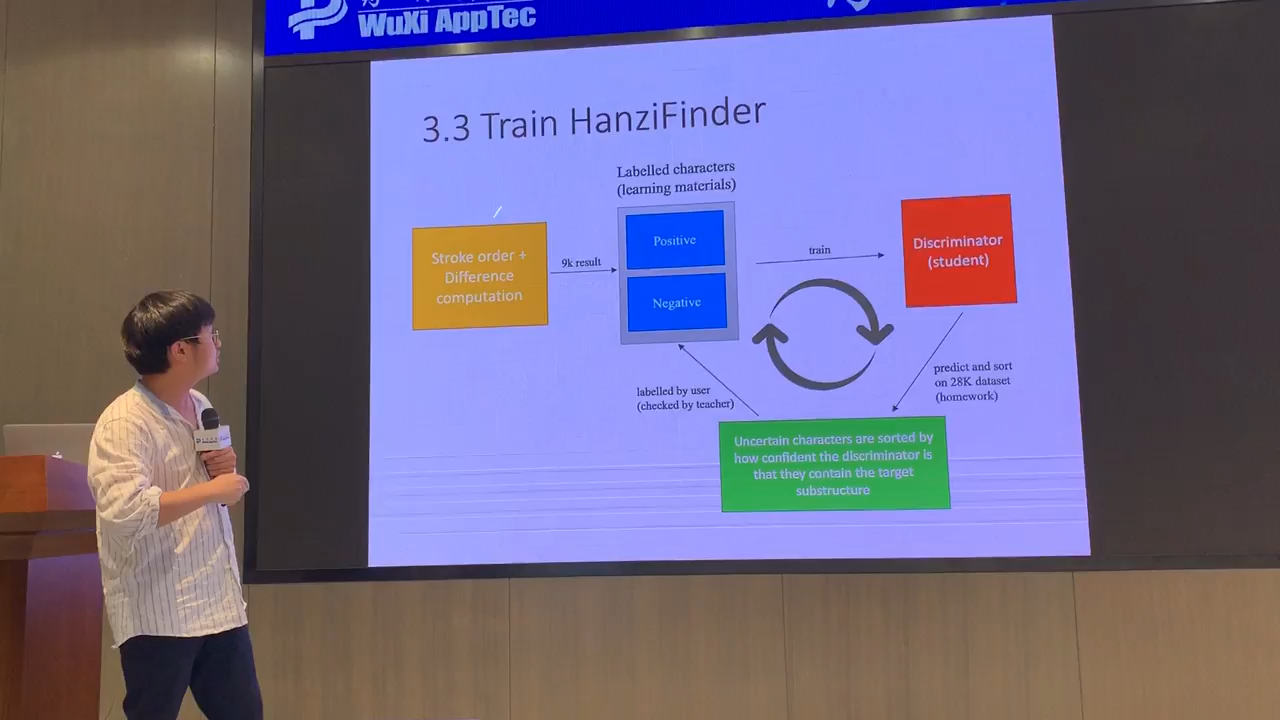 WuXi AppTec
3.3 Train HanziFinder
Labelled characters
(learning materials)
Stroke order +
Difference
computation
9k result
Positive
Negative
train
Discriminator
(student)
predict and sort
on 28K dataset
(homework)
labelled by user
(checked by teacher)
Uncertain characters are sorted by
how confident the discriminator is
that they contain the target
substructure